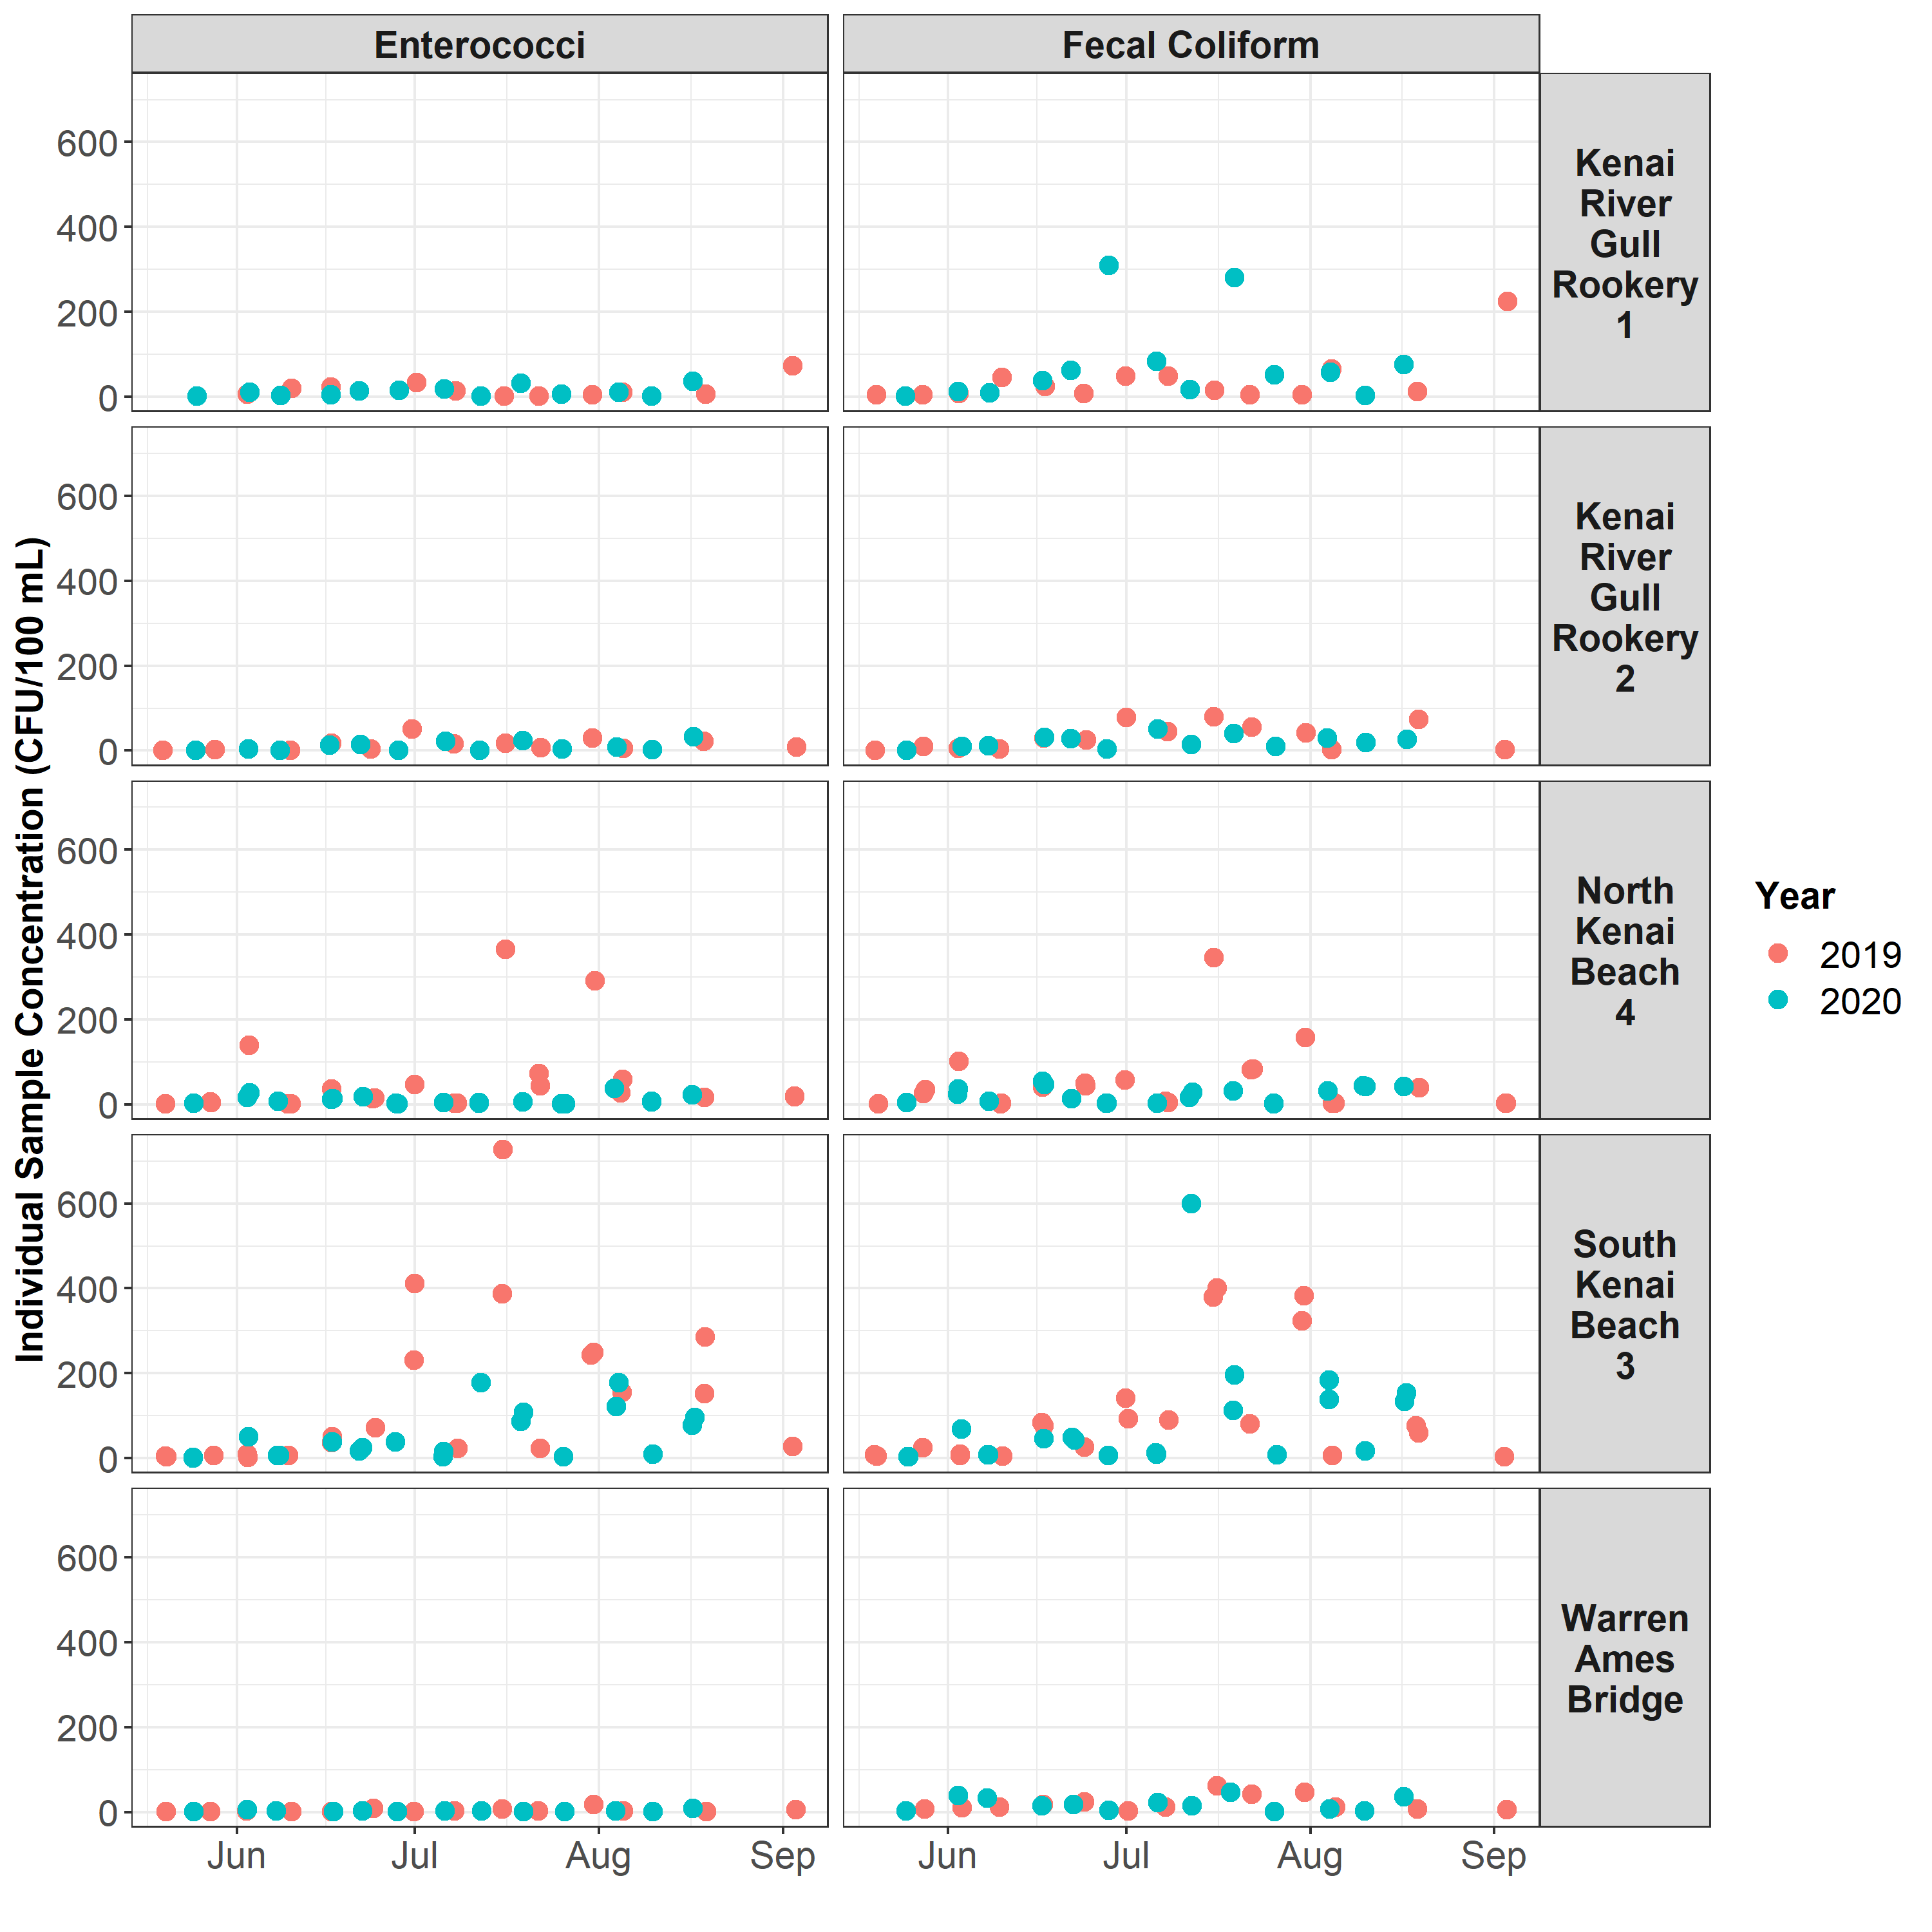 Enterococci
Fecal Coliform
Individual Sample Concentration (CFU/100 mL)
600
400
200
0
Kenai
River
Gull
Rookery
1
600
400
200
0
Kenai
River
Gull
Rookery
2
600
400
200
0
North
Kenai
Beach
4
600
400
200
0
South
Kenai
Beach
3
600
400
200
0
Warren
Ames
Bridge
Jun Jul Aug Sep
Jun Jul Aug Sep
Year
2019
2020